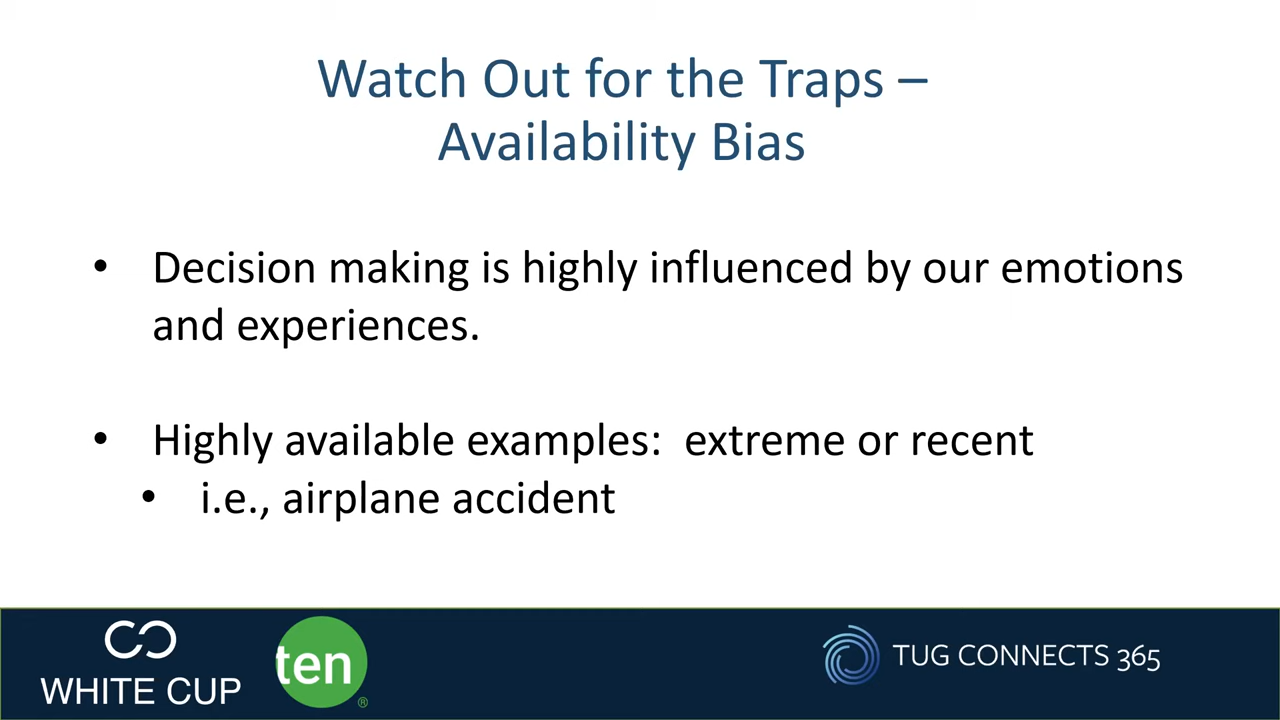 Watch Out for the Traps –
Availability Bias
• Decision making is highly influenced by our emotions
and experiences.
• Highly available examples:  extreme or recent
• i.e., airplane accident
WHITE CUP
ten®
TUG CONNECTS 365